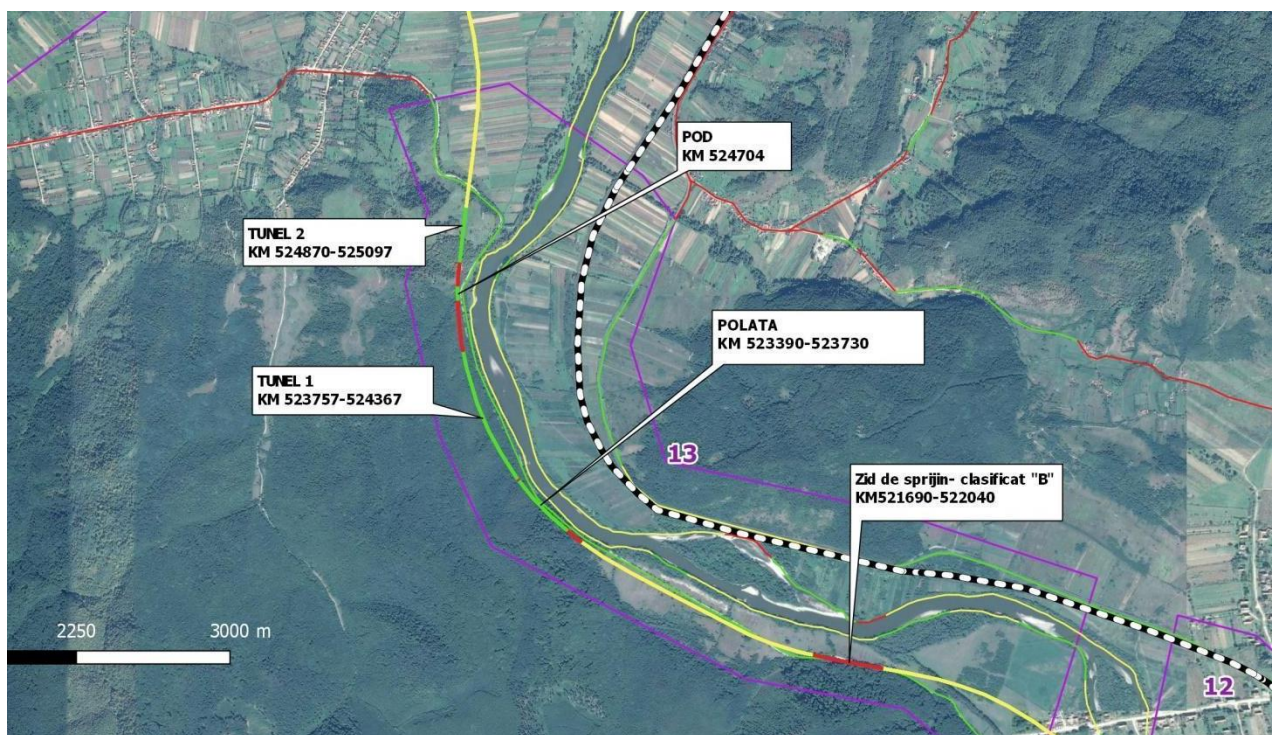 POD
KM 524704
TUNEL 2
KM 524870-525097
POLATA
KM 523390-523730
TUNEL 1
KM 523757-524367
13
Zid de sprijin- clasificat "B"
KM521690-522040
2250 3000 m
12